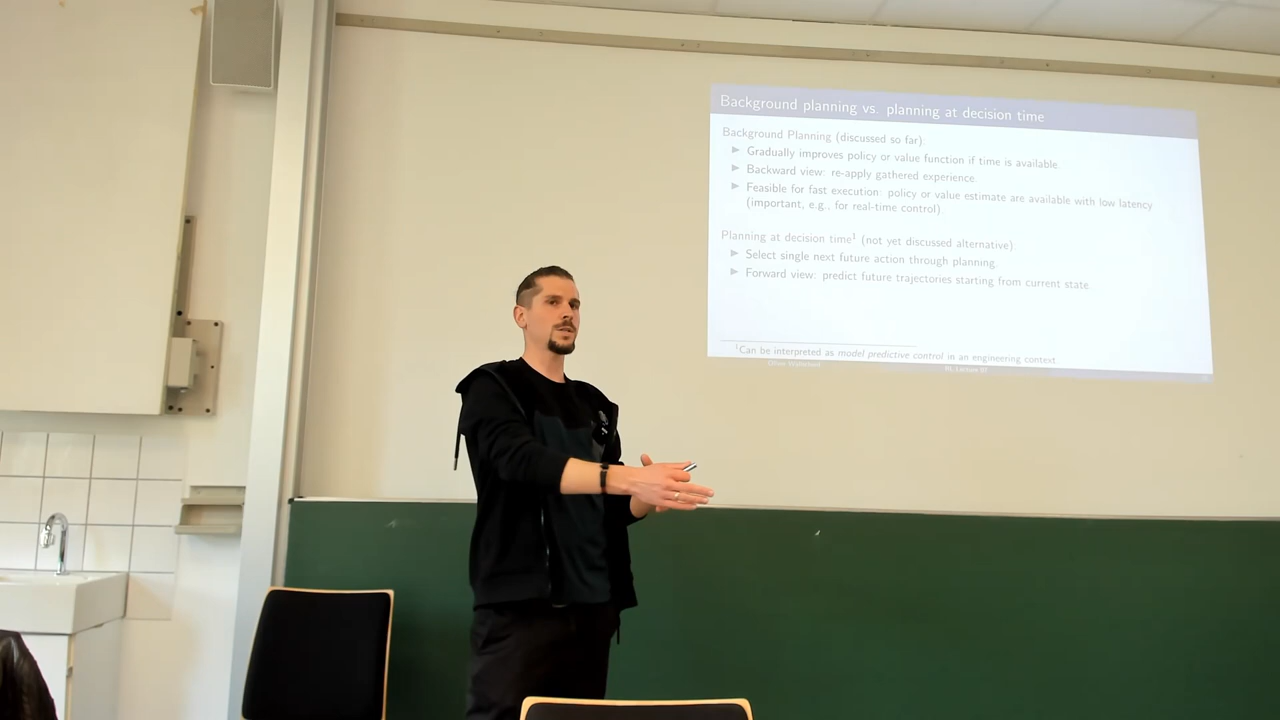 Background planning vs. planning at decision time
Background Planning (discussed so far):
Gradually improves policy or value function if time is available.
Backward view: re-apply gathered experience.
Feasible for fast execution: policy or value estimate are available with low latency
(important, e.g., for real-time control).
Planning at decision time1 (not yet discussed alternative):
Select single next future action through planning.
Forward view: predict future trajectories starting from current state.
1Can be interpreted as model predictive control in an engineering context.
RL Lecture 07